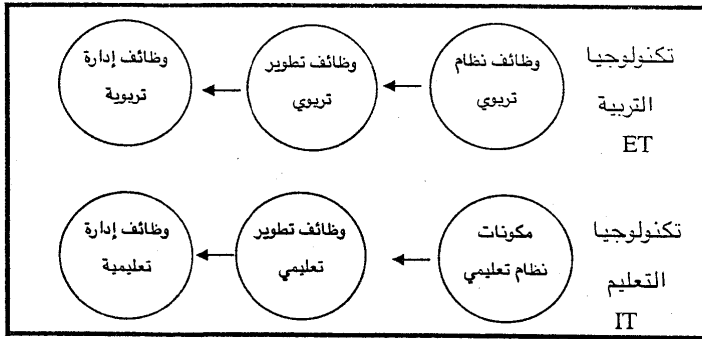 تكنولوجيا
التربية
ET
وظائف نظام
تربوي
وظائف تطوير
تربوي
وظائف إدارة
تربوية
تكنولوجيا
التعليم
IT
مكونات
نظام تعليمي
وظائف تطوير
تعليمي
وظائف إدارة
تعليمية